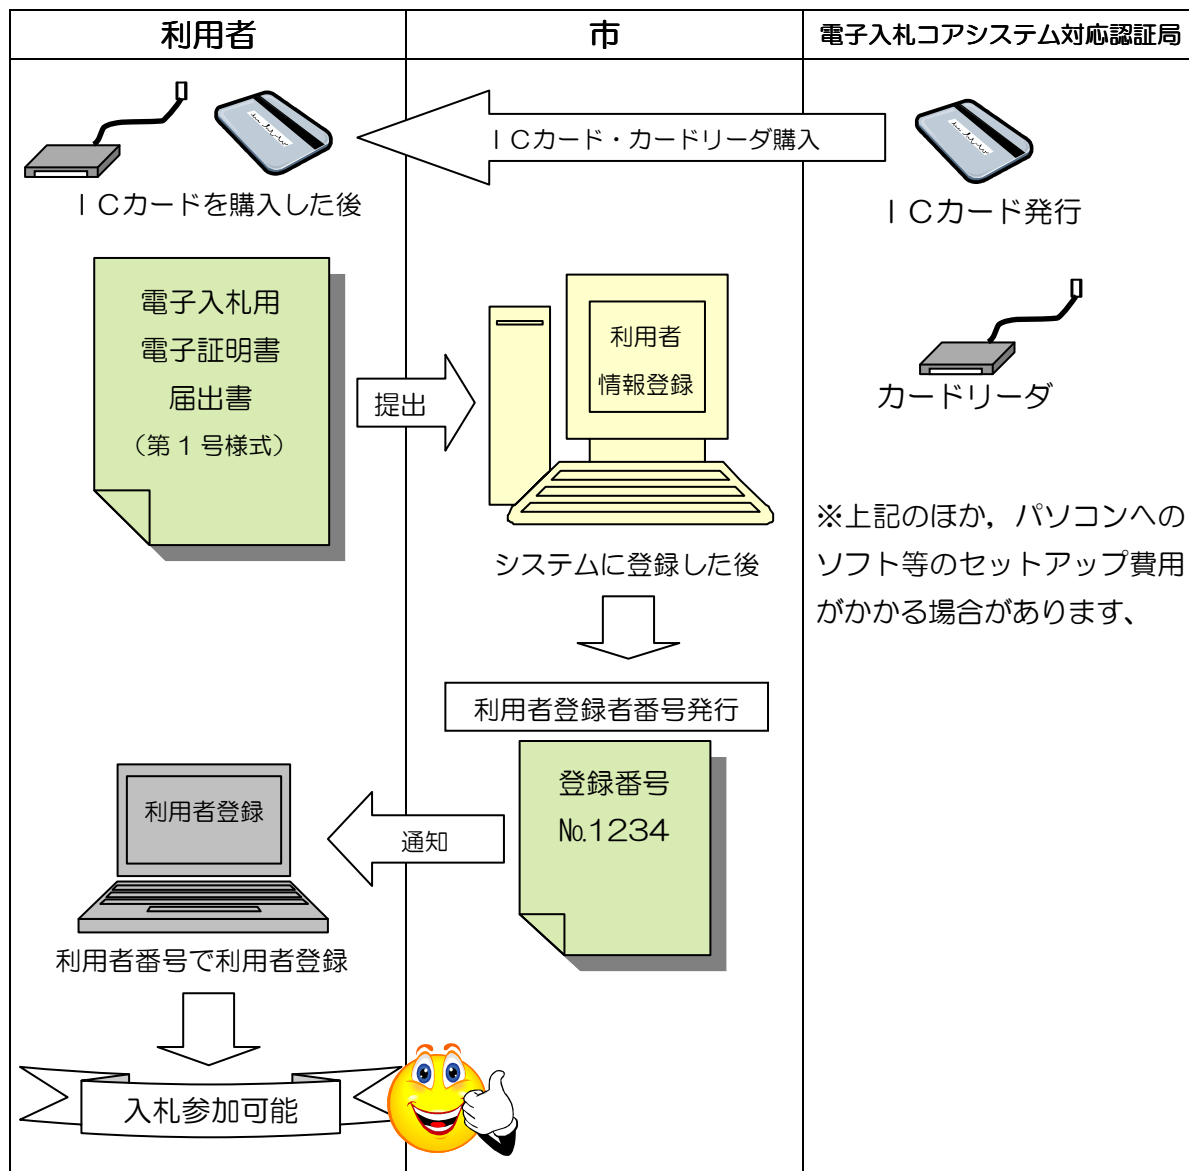 利用者
市
電子入札コアシステム対応認証局
ＩＣカード・カードリーダ購入
ＩＣカードを購入した後
ＩＣカード発行
電子入札用
電子証明書
届出書
（第１号様式）
提出
利用者
情報登録
カードリーダ
システムに登録した後
※上記のほか，パソコンへの
ソフト等のセットアップ費用
がかかる場合があります、
利用者登録者番号発行
登録番号
№1234
通知
利用者登録
利用者番号で利用者登録
入札参加可能